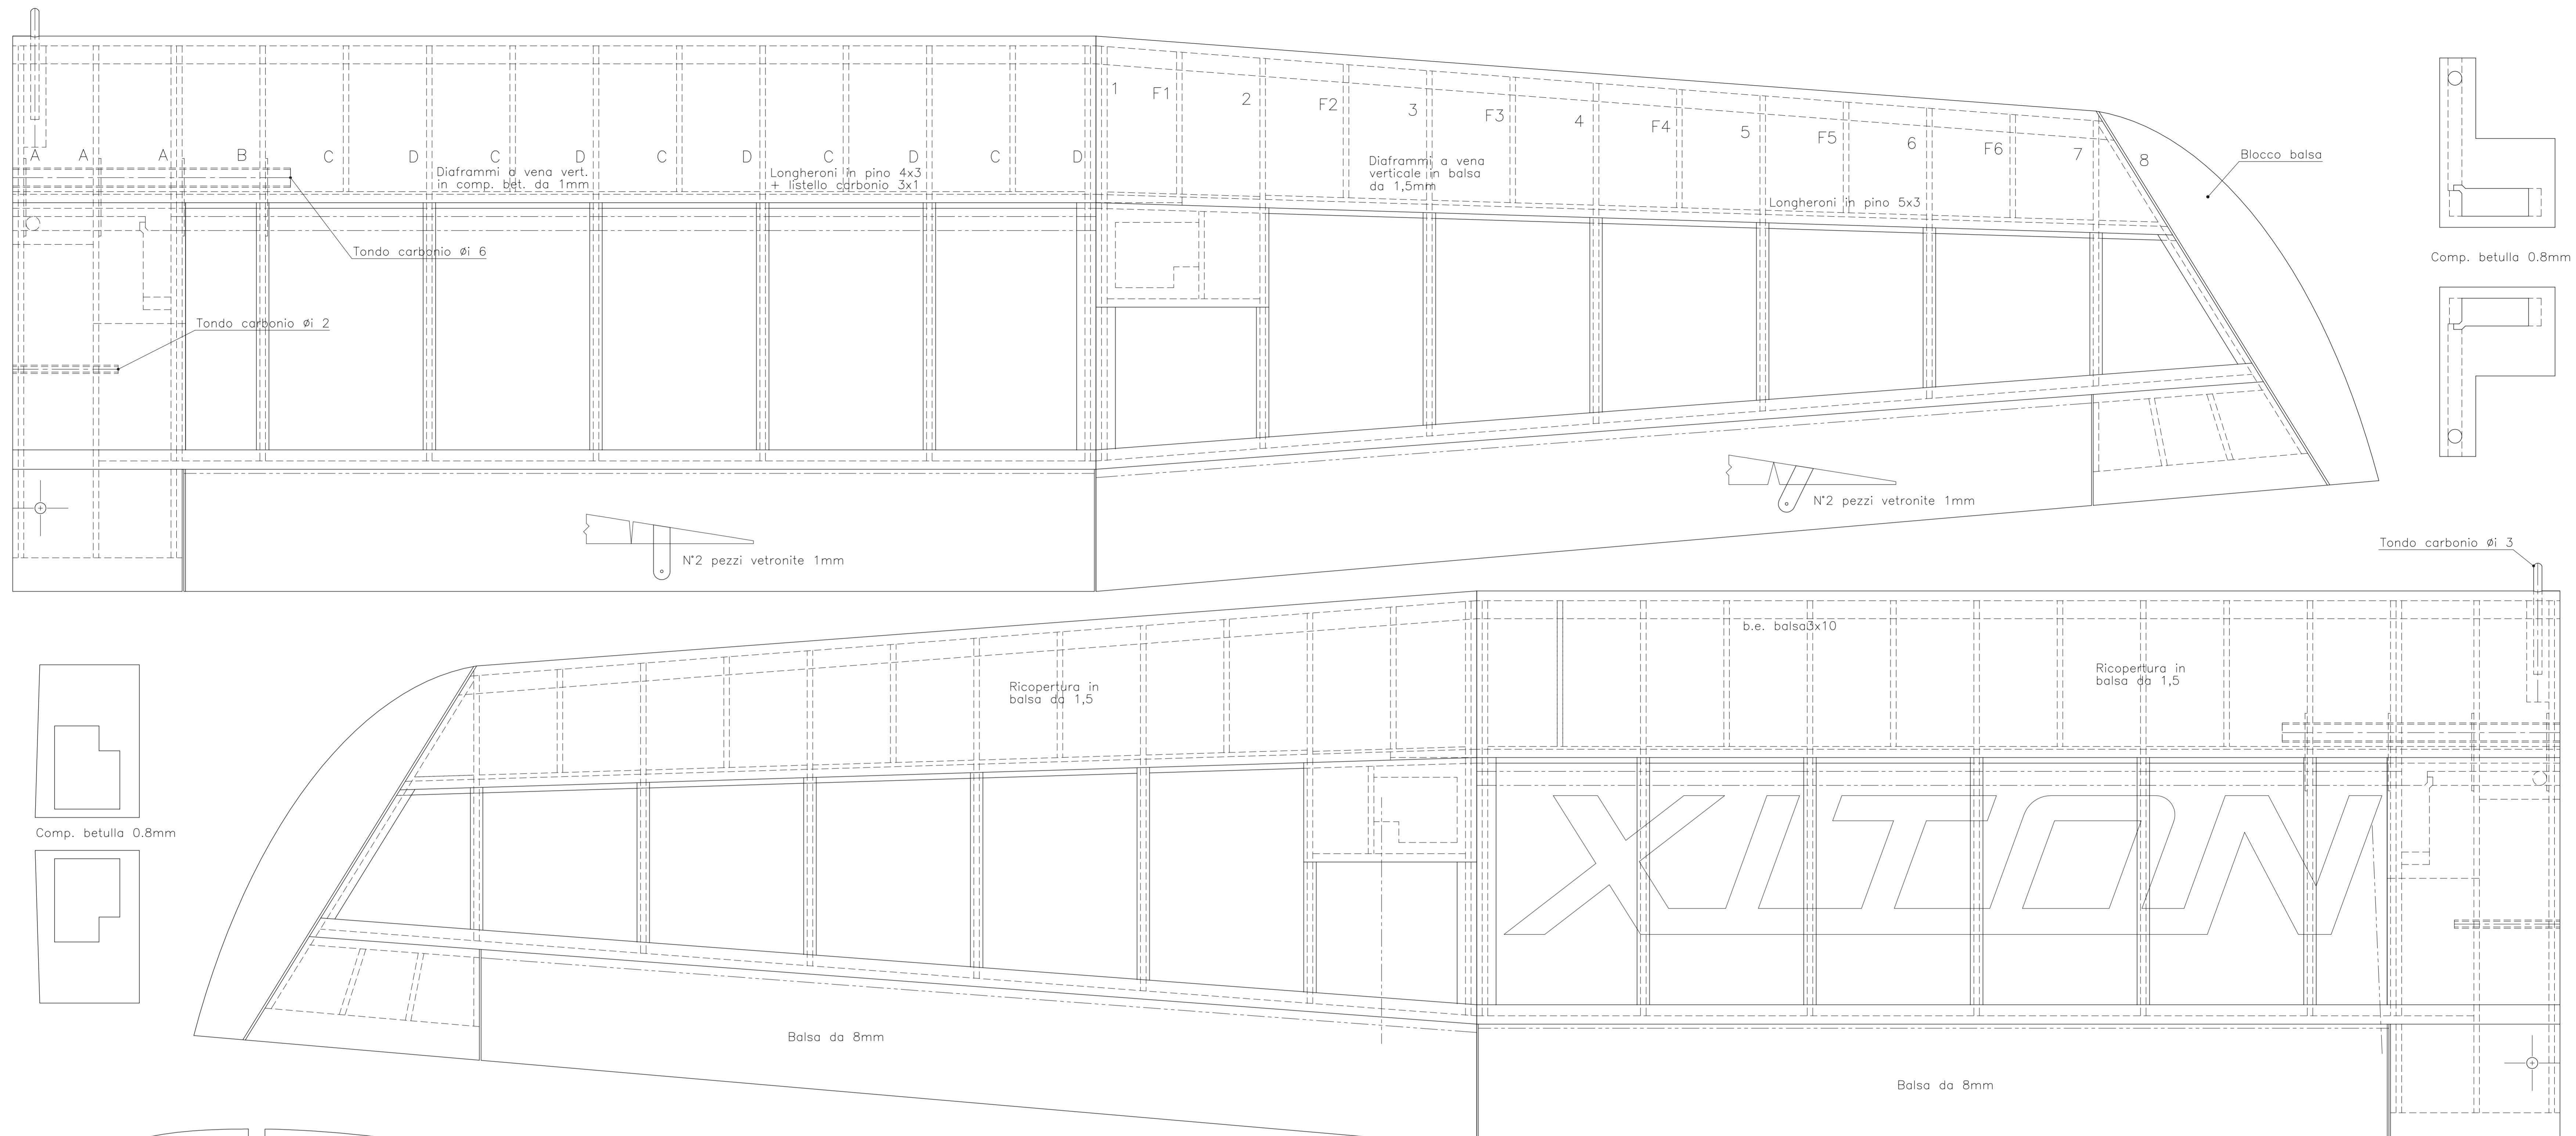 1
F1
2
F2
3
F3
4
F4
5
F5
6
F6
7
8
A
A
A
B
C
D
C
D
C
D
C
D
C
D
Diaframmi a vena vert.
in comp. bet. da 1mm
Longheroni in pino 4x3
+ listello carbonio 3x1
Diaframmi a vena
verticale in balsa
da 1,5mm
Longheroni in pino 5x3
Blocco balsa
Tondo carbonio øi 6
Comp. betulla 0.8mm
Tondo carbonio øi 2
N°2 pezzi vetronite 1mm
N°2 pezzi vetronite 1mm
Tondo carbonio øi 3
b.e. balsa3x10
Ricopertura in
balsa da 1,5
Ricopertura in
balsa da 1,5
Comp. betulla 0.8mm
XITON
Balsa da 8mm
Balsa da 8mm